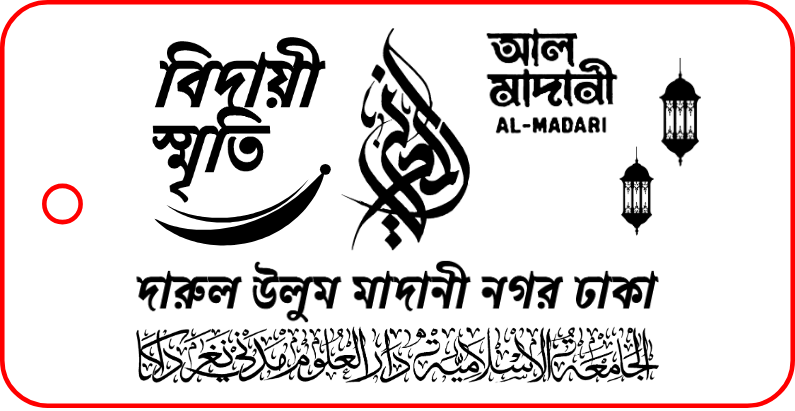 বিদায়ী
স্মৃতি
আল
মাদানী
AL-MADARI
দারুল উলুম মাদানী নগর ঢাকা
الجامعة الاسلامية دار العلوم مدني نغر داكا